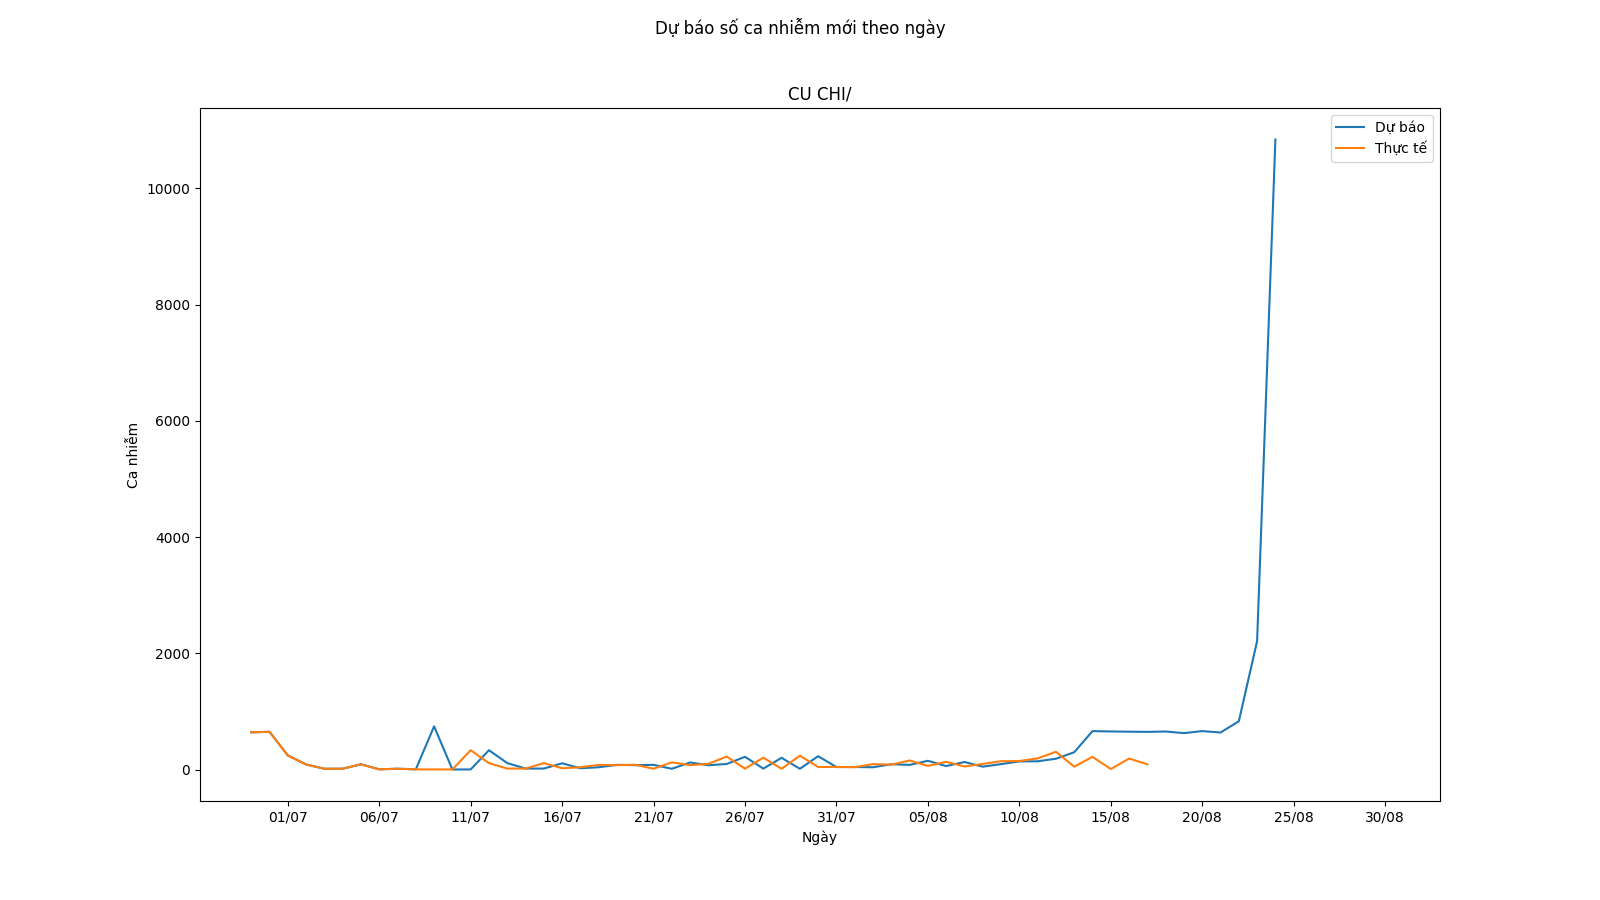 Dự báo số ca nhiễm mới theo ngày
CU CHI/
Dự báo
Thực tế
10000
8000
6000
4000
2000
0
Ca nhiễm
01/07 06/07 11/07 16/07 21/07 26/07 31/07 05/08 10/08 15/08 20/08 25/08 30/08
Ngày